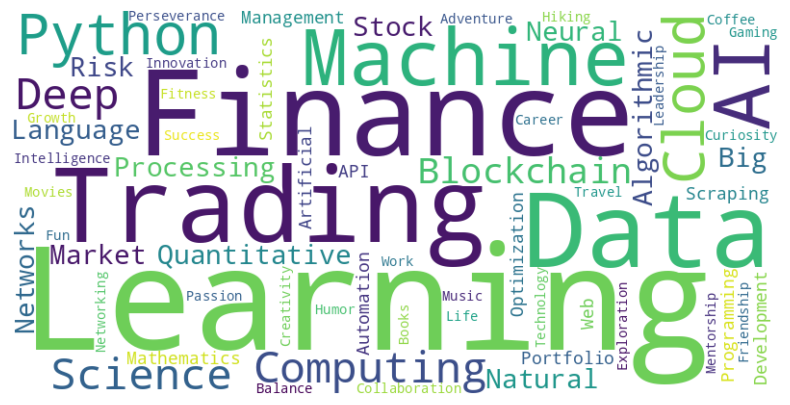 Perseverance
Management
Stock
Adventure
Hiking
Coffee
Python
Neural
Gaming
Risk
Innovation
Machine
Cloud
AI
Deep
Fitness
Statistics
Finance
Algorithmic
Leadership
Growth
Success
Career
Language
Curiosity
Intelligence
Processing
Artificial
API
Blockchain
Big
Movies
Trading
Travel
Scraping
Networks
Fun
Data
Market
Quantitative
Work
Optimization
Learning
Networking
Passion
Creativity
Humor
Automation
Books
Music
Life
Technology
Web
Exploration
Mentorship
Programming
Friendship
Development
Science
Mathematics
Computing
Portfolio
Natural
Balance
Collaboration